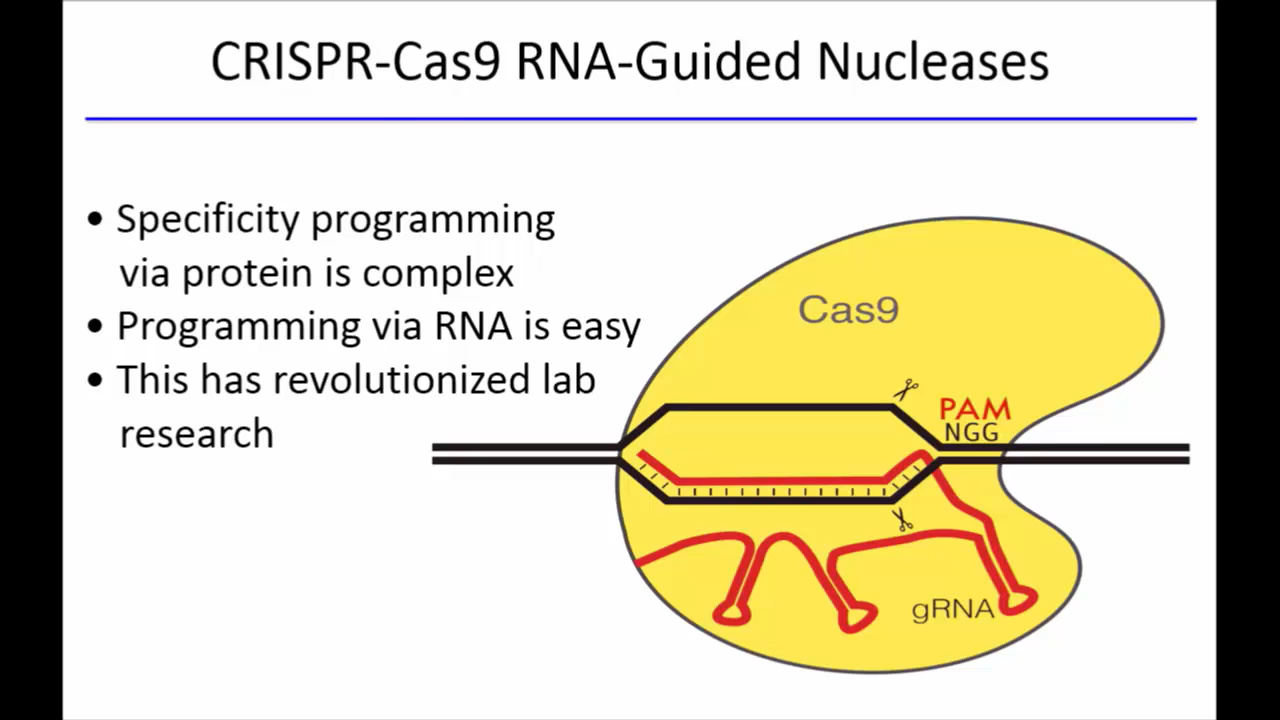 CRISPR-Cas9 RNA-Guided Nucleases
• Specificity programming
via protein is complex
• Programming via RNA is easy
• This has revolutionized lab
research
Cas9
PAM
NGG
gRNA